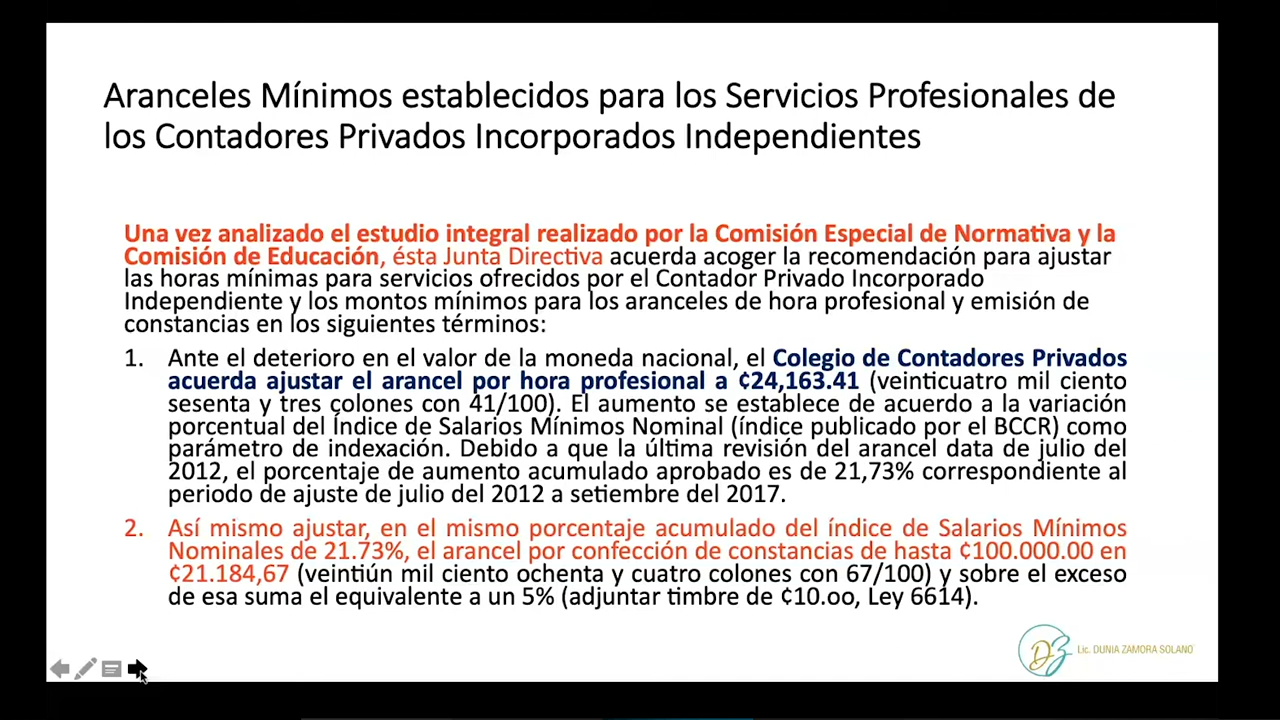 Aranceles Mínimos establecidos para los Servicios Profesionales de
los Contadores Privados Incorporados Independientes
Una vez analizado el estudio integral realizado por la Comisión Especial de Normativa y la
Comisión de Educación, ésta Junta Directiva acuerda acoger la recomendación para ajustar
las horas mínimas para servicios ofrecidos por el Contador Privado Incorporado
Independiente y los montos mínimos para los aranceles de hora profesional y emisión de
constancias en los siguientes términos:
1. Ante el deterioro en el valor de la moneda nacional, el Colegio de Contadores Privados
acuerda ajustar el arancel por hora profesional a ¢24,163.41 (veinticuatro mil ciento
sesenta y tres colones con 41/100). El aumento se establece de acuerdo a la variación
porcentual del Índice de Salarios Mínimos Nominal (índice publicado por el BCCR) como
parámetro de indexación. Debido a que la última revisión del arancel data de julio del
2012, el porcentaje de aumento acumulado aprobado es de 21,73% correspondiente al
periodo de ajuste de julio del 2012 a setiembre del 2017.
2. Así mismo ajustar, en el mismo porcentaje acumulado del índice de Salarios Mínimos
Nominales de 21.73%, el arancel por confección de constancias de hasta ¢100.000.00 en
¢21.184,67 (veintiún mil ciento ochenta y cuatro colones con 67/100) y sobre el exceso
de esa suma el equivalente a un 5% (adjuntar timbre de ¢10.oo, Ley 6614).
DZ Lic. DUNIA ZAMORA SOLANO